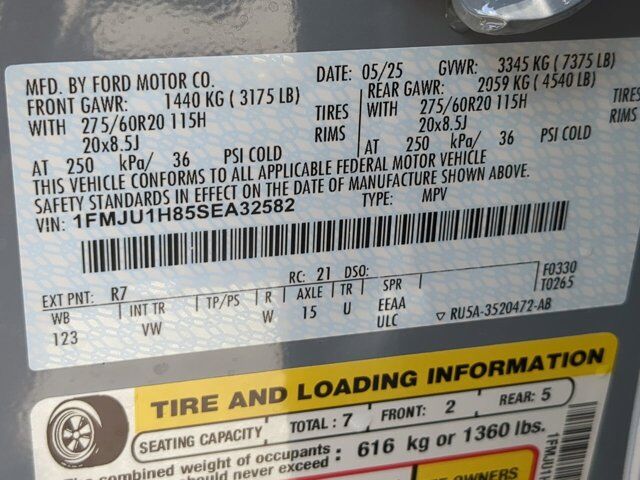 MFD. BY FORD MOTOR CO.
DATE: 05/25 GVWR: 3345 KG ( 7375 LB)
FRONT GAWR: 1440 KG ( 3175 LB) REAR GAWR: 2059 KG ( 4540 LB)
WITH 275/60R20 115H TIRES 275/60R20 115H TIRES
20x8.5J RIMS WITH 20x8.5J RIMS
AT 250 kPa/ 36 PSI COLD AT 250 kPa/ 36 PSI COLD
THIS VEHICLE CONFORMS TO ALL APPLICABLE FEDERAL MOTOR VEHICLE
SAFETY STANDARDS IN EFFECT ON THE DATE OF MANUFACTURE SHOWN ABOVE.
VIN: 1FMJU1H85SEA32582 TYPE: MPV
EXT PNT: R7 RC: 21 DSO: F0330
WB INT TR TP/PS R AXLE TR SPR T0265
123 VW W 15 U EEAA
ULC ▽ RU5A-3520472-AB
TIRE AND LOADING INFORMATION
SEATING CAPACITY TOTAL : 7 FRONT: 2 REAR: 5
The combined weight of occupants :
should never exceed : 616 kg or 1360 lbs.
OWNERS
1FMJU1H